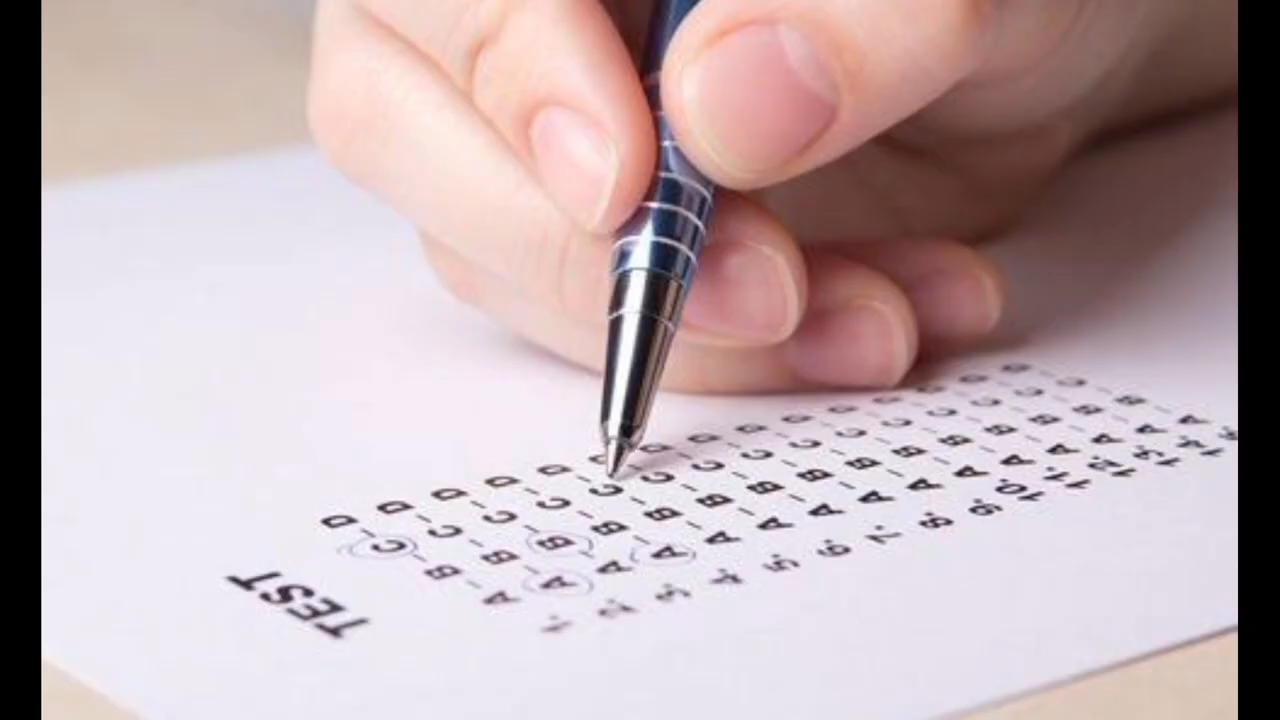 TEST
1. A – B – C – D
2. A – B – C – D
3. A – B – C – D
4. A – B – C – D
5. A – B – C – D
6. A – B – C
7. A – B – C – D
8. A – B – C – D
9. A – B – C – D
10. A – B – C – D
11. A – B – C – D
12. A – B – C – D
13. A – B – C – D
14. A – B – C – D
A – B – C – D